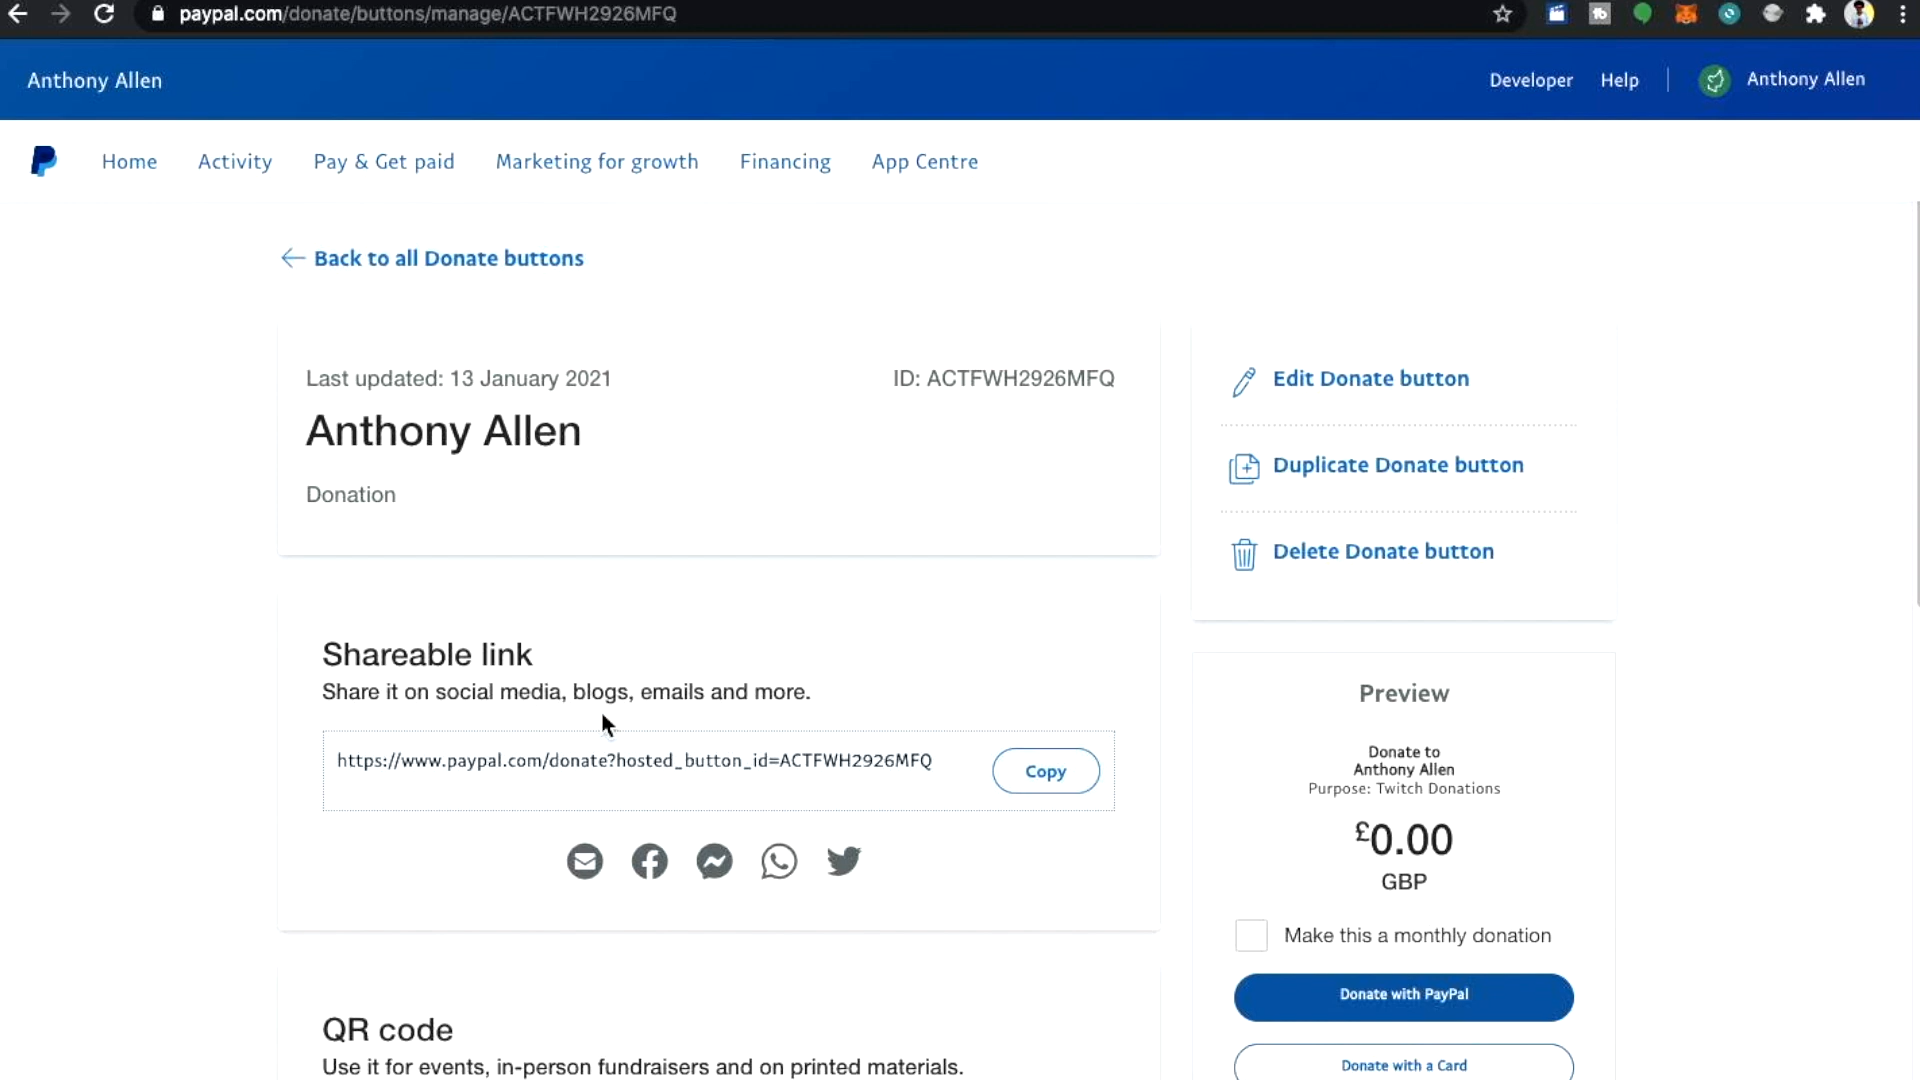 paypal.com/donate/buttons/manage/ACTFWH2926MFQ
Anthony Allen
Developer
Help
Anthony Allen
Home
Activity
Pay & Get paid
Marketing for growth
Financing
App Centre
Back to all Donate buttons
Last updated: 13 January 2021
ID: ACTFWH2926MFQ
Anthony Allen
Donation
Edit Donate button
Duplicate Donate button
Delete Donate button
Shareable link
Share it on social media, blogs, emails and more.
https://www.paypal.com/donate?hosted_button_id=ACTFWH2926MFQ
Copy
Preview
Donate to
Anthony Allen
Purpose: Twitch Donations
£0.00
GBP
Make this a monthly donation
Donate with PayPal
Donate with a Card
QR code
Use it for events, in-person fundraisers and on printed materials.